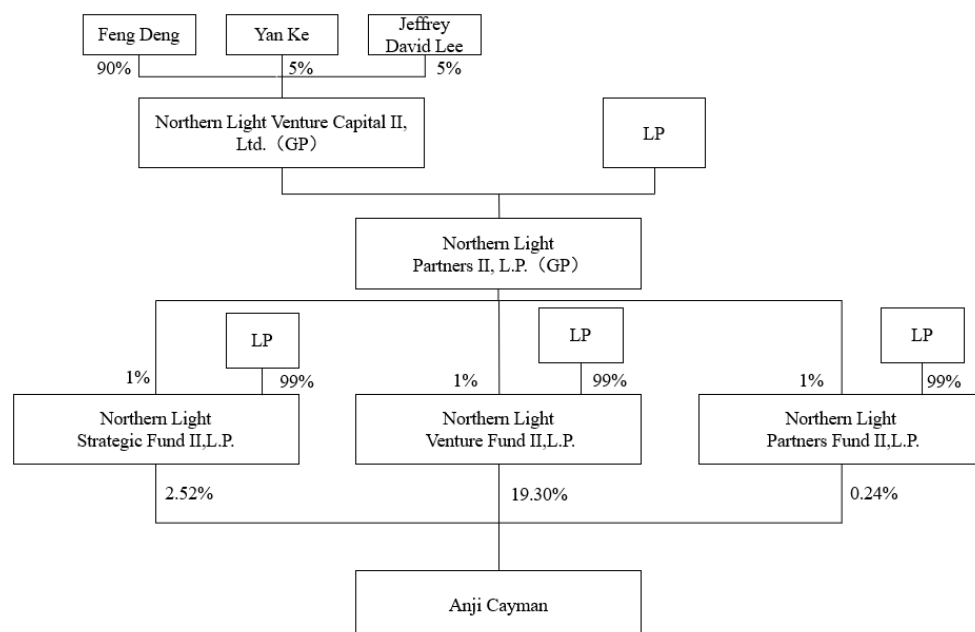 Feng Deng
Yan Ke
Jeffrey
David Lee
90%
5%
5%
Northern Light Venture Capital II,
Ltd.（GP）
LP
Northern Light
Partners II, L.P.（GP）
LP
LP
LP
1%
99%
1%
99%
1%
99%
Northern Light
Strategic Fund II,L.P.
Northern Light
Venture Fund II,L.P.
Northern Light
Partners Fund II,L.P.
2.52%
19.30%
0.24%
Anji Cayman